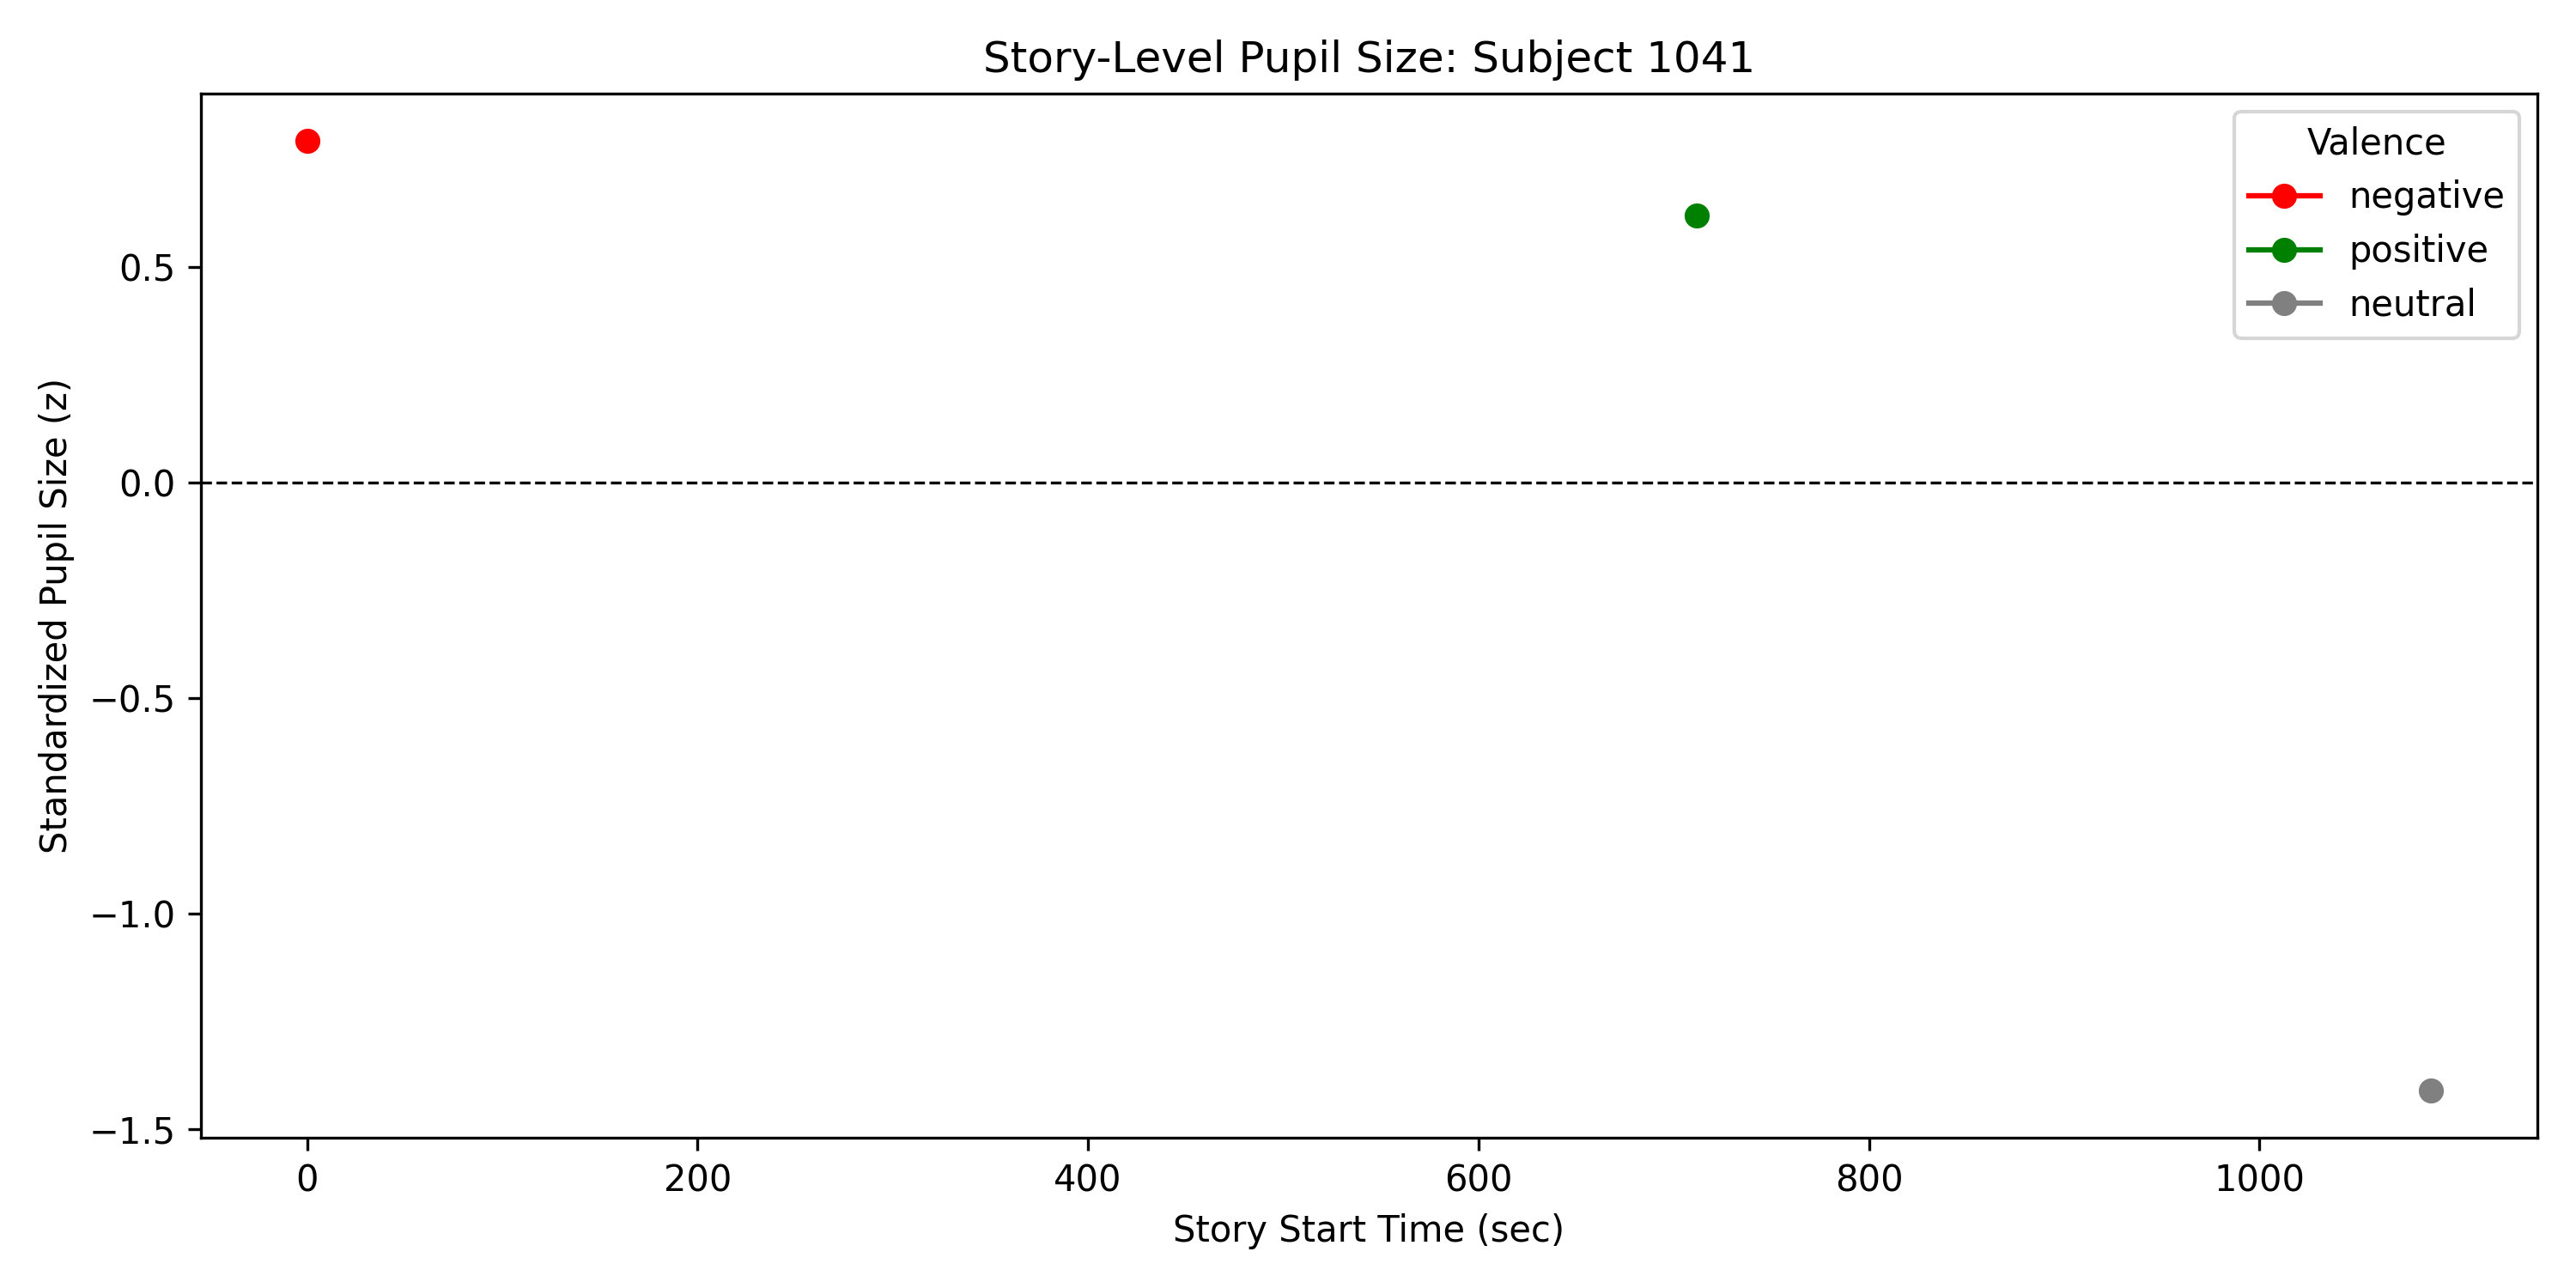 Story-Level Pupil Size: Subject 1041
Valence
negative
positive
neutral
Standardized Pupil Size (z)
0.5
0.0
−0.5
−1.0
−1.5
0 200 400 600 800 1000
Story Start Time (sec)